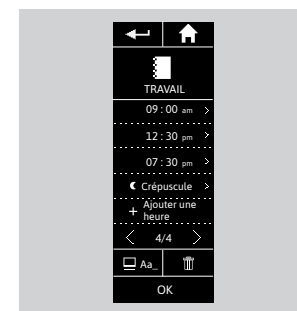 TRAVAIL
09 : 00 am >
12 : 30 pm >
07 : 30 pm >
Crépuscule >
+ Ajouter une
heure
< 4/4 >
Aa_
OK